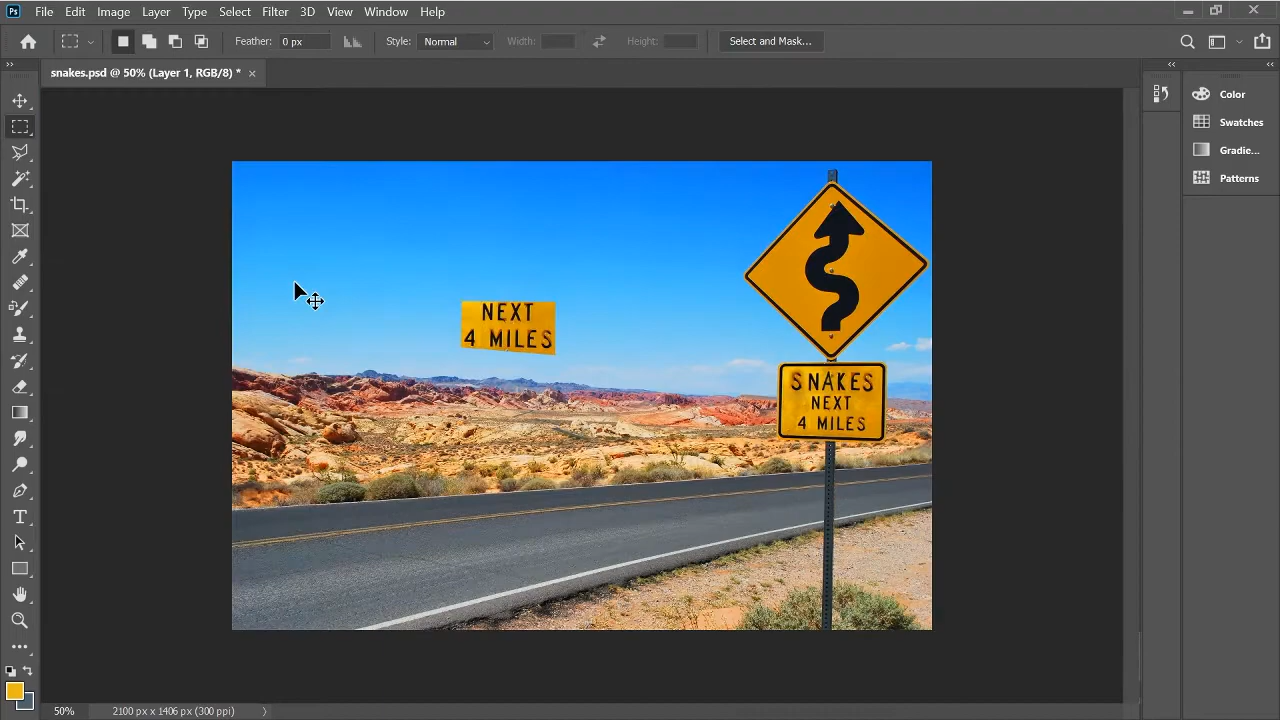 Ps File Edit Image Layer Type Select Filter 3D View Window Help
Feather: 0 px Style: Normal Width: Height: Select and Mask...
snakes.psd @ 50% (Layer 1, RGB/8) *
Color
Swatches
Gradie...
Patterns
NEXT
4 MILES
SNAKES
NEXT
4 MILES
50% 2100 px x 1406 px (300 ppi)